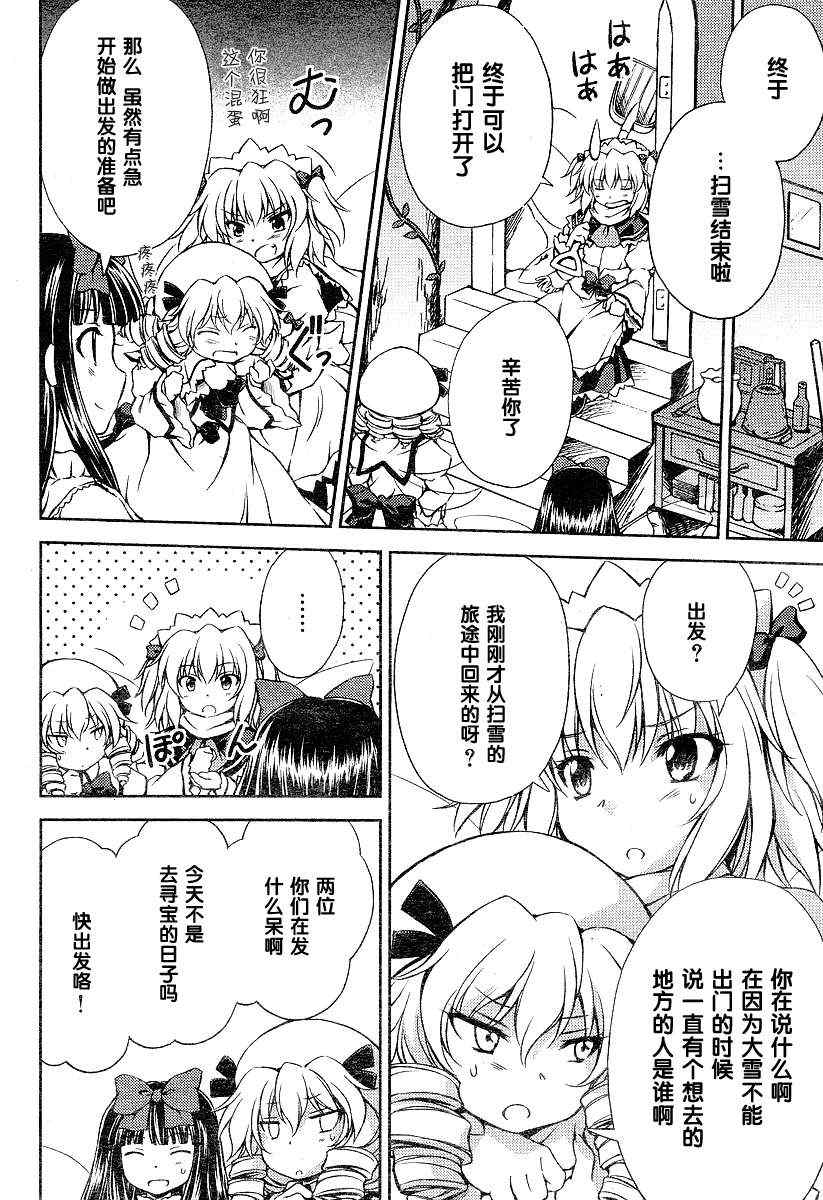 终于
…扫雪结束啦
终于可以
把门打开了
はぁ
はぁ
辛苦你了
那么 虽然有点急
开始做出发的准备吧
你很狂啊
这个混蛋
むっ
疼疼
疼疼
ぐぐ
出发？
我刚刚才从扫雪的
旅途中回来的呀？
你在说什么啊
在因为大雪不能
出门的时候
说一直有个想去的
地方的人是谁啊
……
ぽん
两位
你们在发
什么呆啊
今天不是
去寻宝的日子吗
快出发咯！